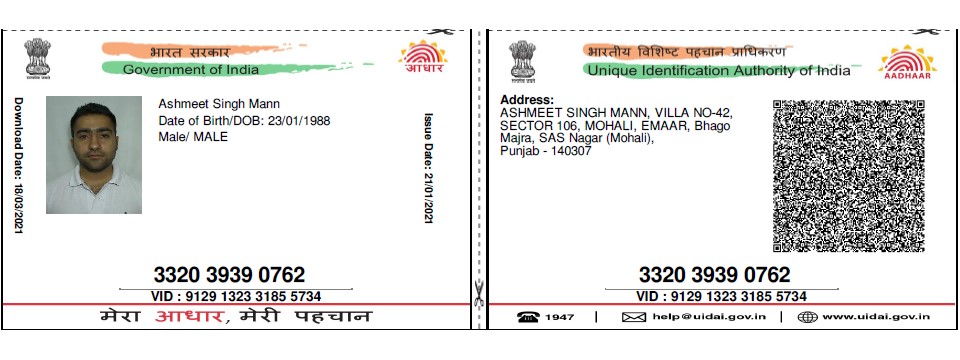 भारत सरकार
Government of India
आधार
Download Date: 18/03/2021
Ashmeet Singh Mann
Date of Birth/DOB: 23/01/1988
Male/ MALE
Issue Date: 21/01/2021
3320 3939 0762
VID : 9129 1323 3185 5734
मेरा आधार, मेरी पहचान
भारतीय विशिष्ट पहचान प्राधिकरण
Unique Identification Authority of India
AADHAAR
Address:
ASHMEET SINGH MANN, VILLA NO-42,
SECTOR 106, MOHALI, EMAAR, Bhago
Majra, SAS Nagar (Mohali),
Punjab - 140307
3320 3939 0762
VID : 9129 1323 3185 5734
1947 | help@uidai.gov.in | www.uidai.gov.in